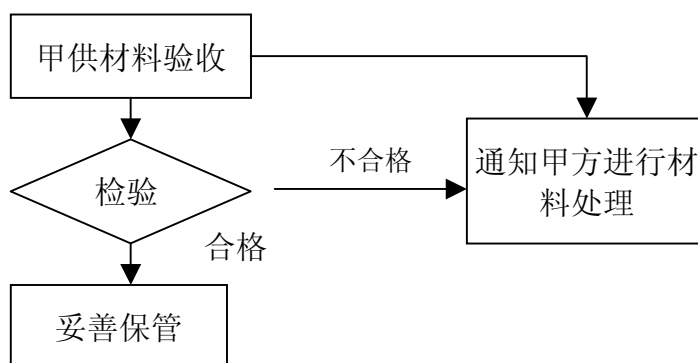 甲供材料验收
不合格
通知甲方进行材
料处理
检验
合格
妥善保管